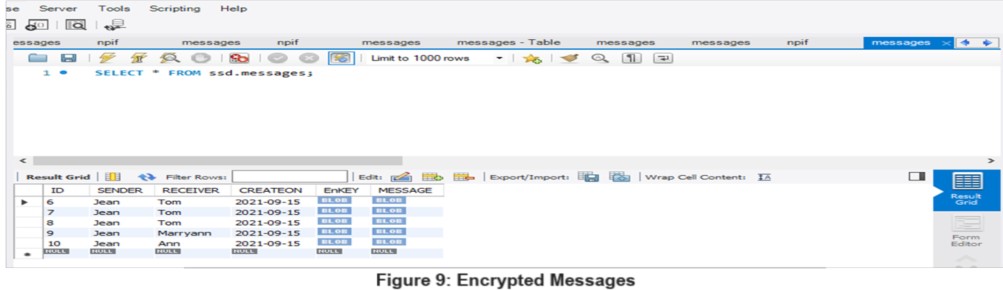 se Server Tools Scripting Help
essages npif messages npif messages messages - Table messages messages npif messages
Limit to 1000 rows
1 SELECT * FROM ssd.messages;
Result Grid Filter Rows: Edit: Export/Import: Wrap Cell Content:
ID SENDER RECEIVER CREATEON EnKEY MESSAGE
6 Jean Tom 2021-09-15 BLOB BLOB
7 Jean Tom 2021-09-15 BLOB BLOB
8 Jean Tom 2021-09-15 BLOB BLOB
9 Jean Marryann 2021-09-15 BLOB BLOB
10 Jean Ann 2021-09-15 BLOB BLOB
NULL NULL NULL NULL NULL NULL
Result
Grid
Form
Editor
Figure 9: Encrypted Messages